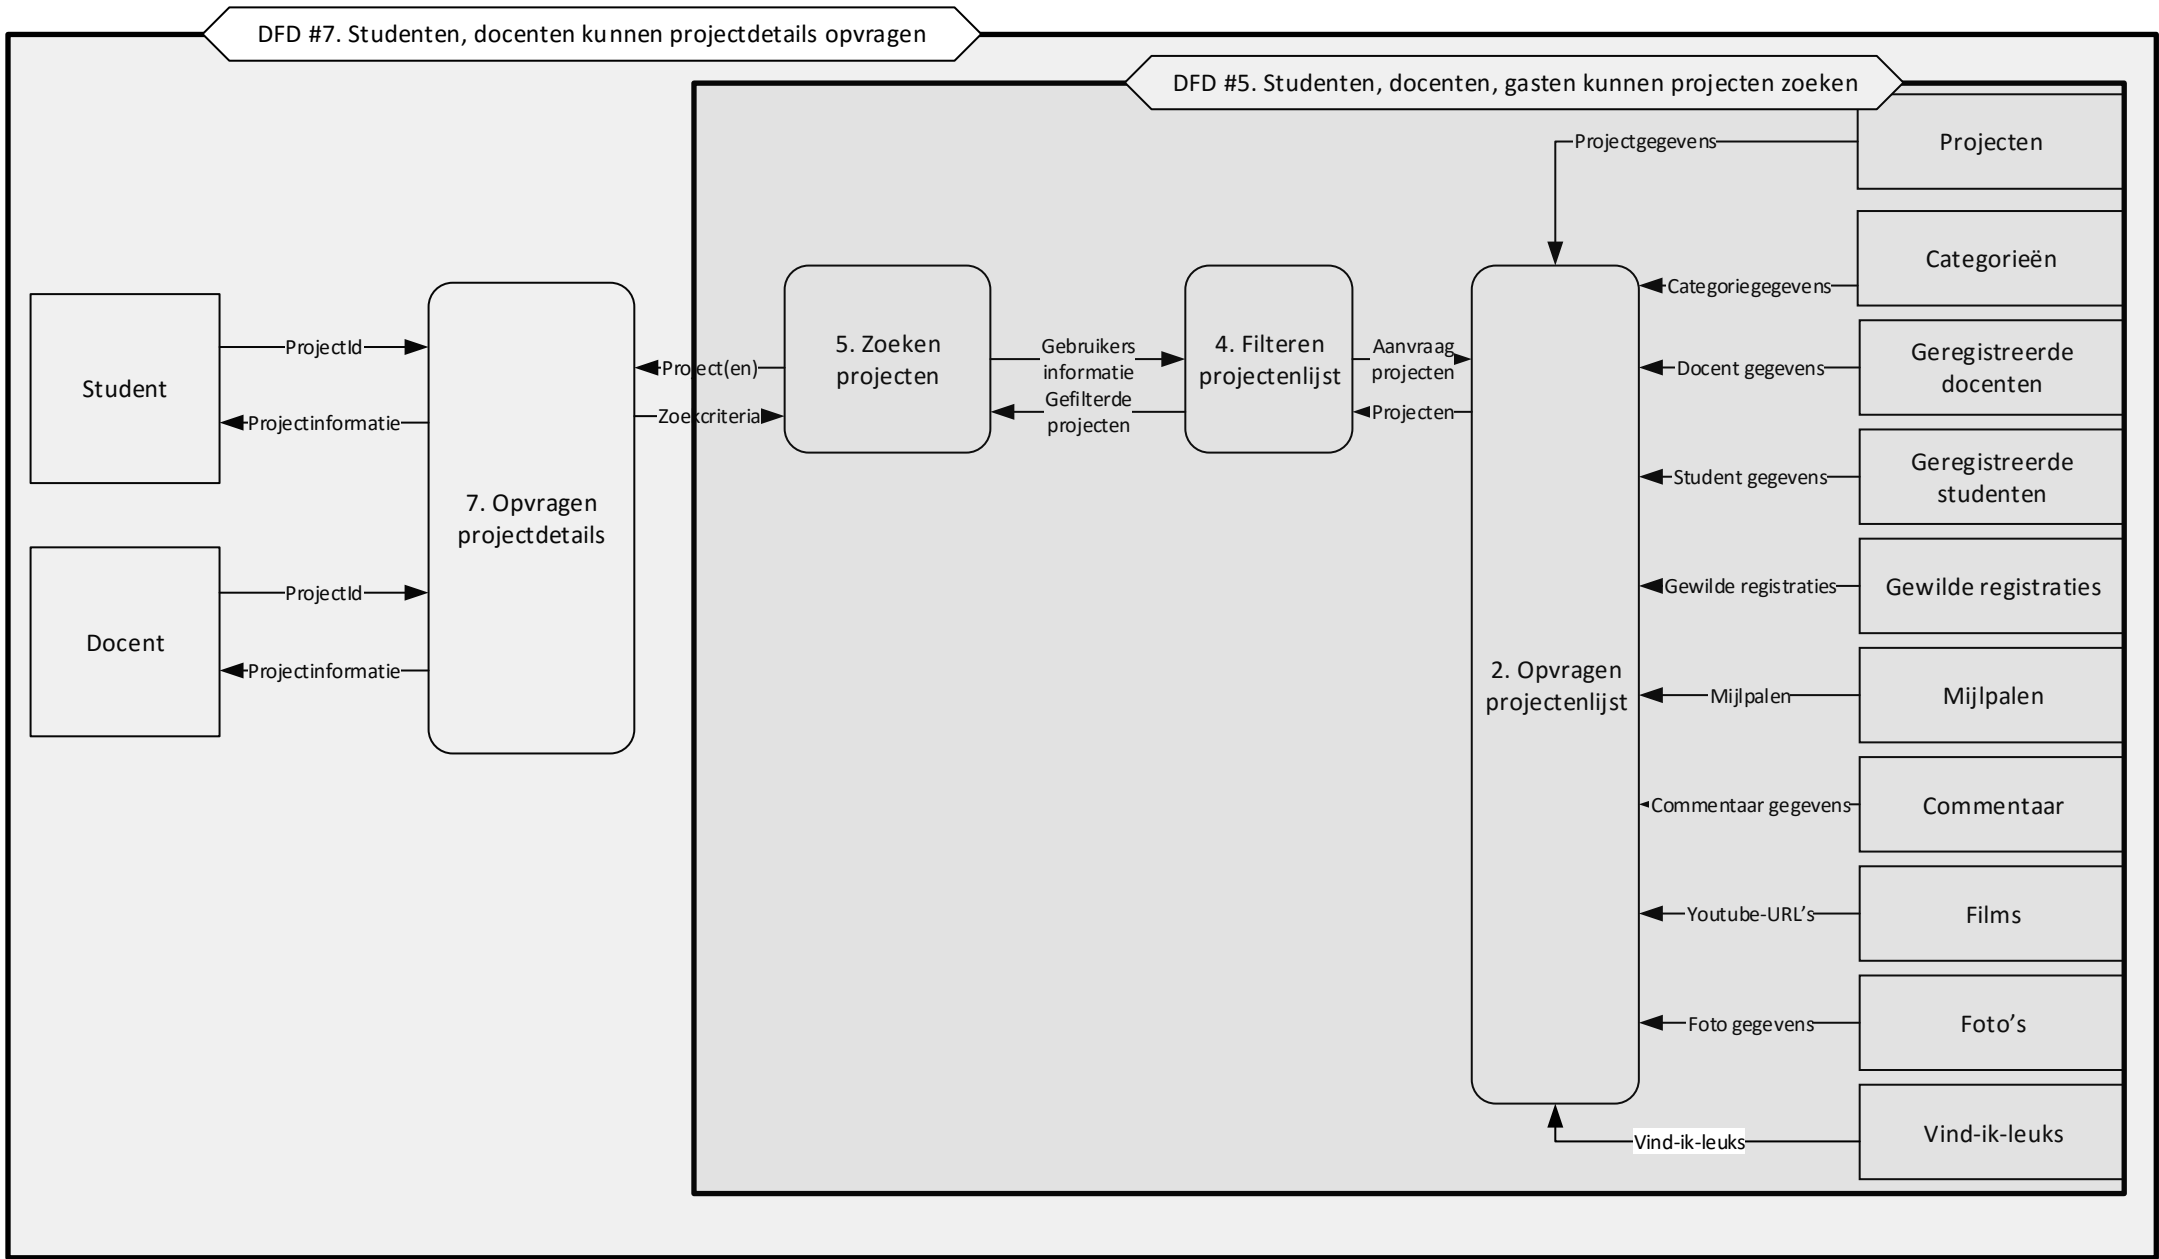 DFD #7. Studenten, docenten kunnen projectdetails opvragen
DFD #5. Studenten, docenten, gasten kunnen projecten zoeken
Projectgegevens
Projecten
Categorieën
Categoriegegevens
Student
ProjectId
Projectinformatie
Docent
ProjectId
Projectinformatie
7. Opvragen
projectdetails
Project(en)
Zoekcriteria
5. Zoeken
projecten
Gebruikers
informatie
Gefilterde
projecten
4. Filteren
projectenlijst
Aanvraag
projecten
Projecten
2. Opvragen
projectenlijst
Docent gegevens
Geregistreerde
docenten
Student gegevens
Geregistreerde
studenten
Gewilde registraties
Gewilde registraties
Mijlpalen
Mijlpalen
Commentaar gegevens
Commentaar
Youtube-URL’s
Films
Foto gegevens
Foto’s
Vind-ik-leuks
Vind-ik-leuks